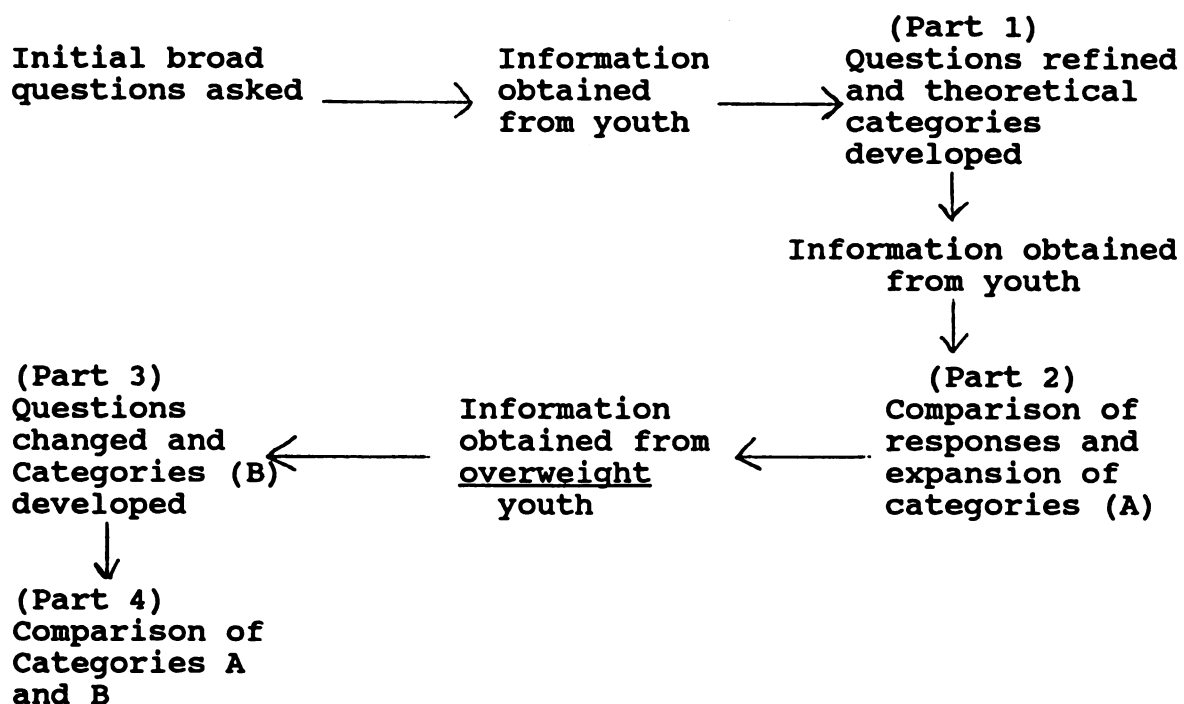 Initial broad
questions asked
Information
obtained
from youth
(Part 1)
Questions refined
and theoretical
categories
developed
Information obtained
from youth
(Part 2)
Comparison of
responses and
expansion of
categories (A)
Information
obtained from
overweight
youth
(Part 3)
Questions
changed and
Categories (B)
developed
(Part 4)
Comparison of
Categories A
and B